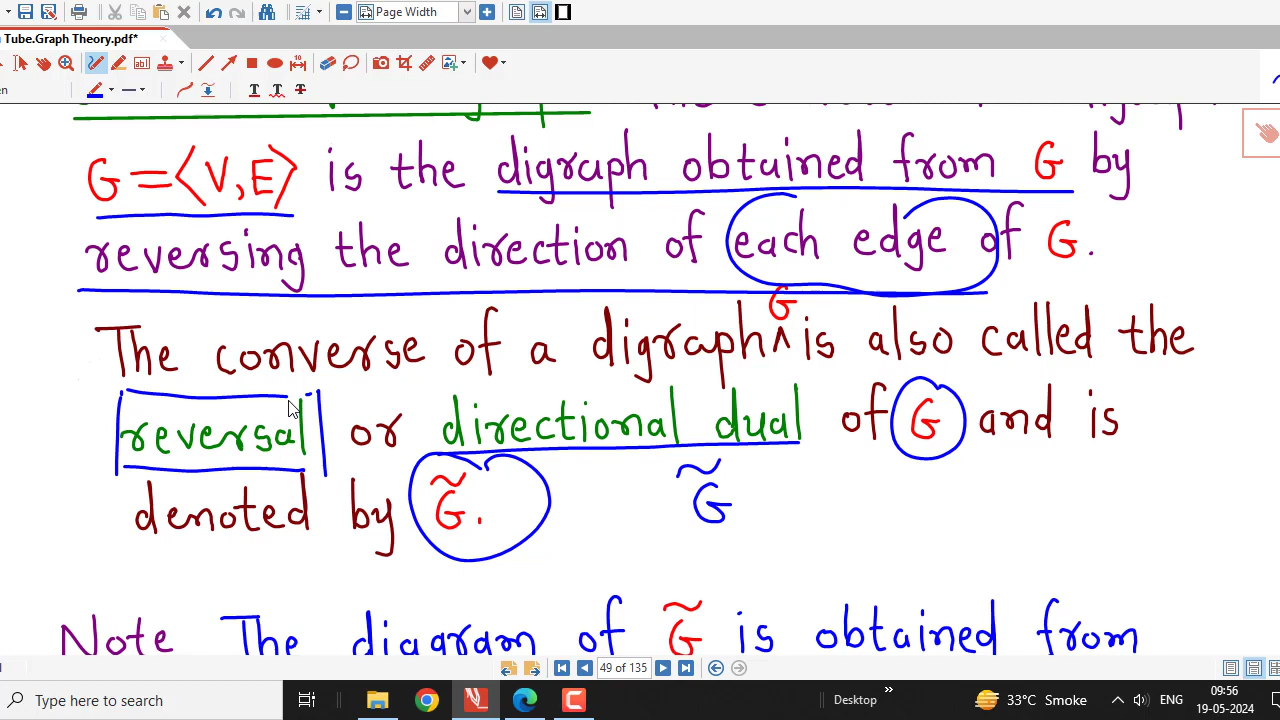 Page Width
Tube.Graph Theory.pdf*
G = ⟨V, E⟩ is the digraph obtained from G by
reversing the direction of each edge of G.
G
The converse of a digraph ∧ is also called the
reversal or directional dual of G and is
denoted by G̃. G̃
Note The diagram of G̃ is obtained from
49 of 135
Type here to search
Desktop
33°C Smoke
ENG
09:56
19-05-2024